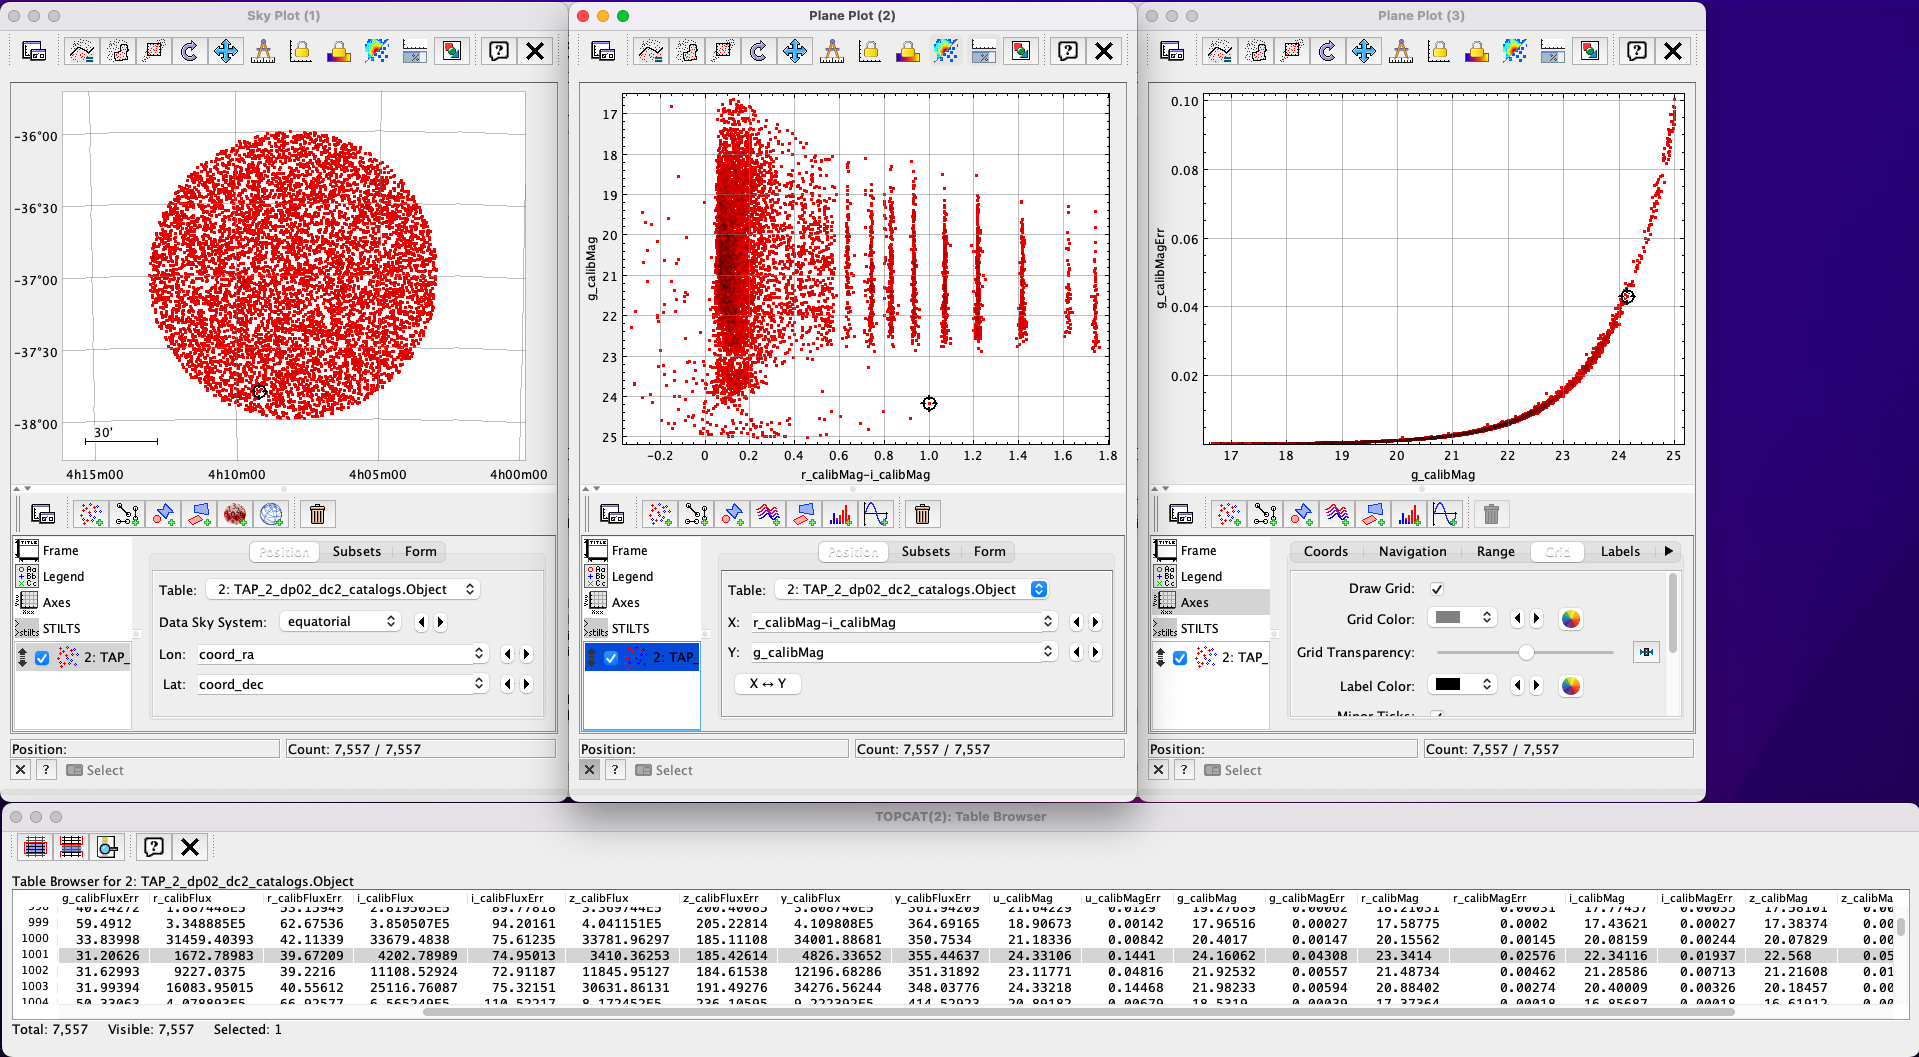 Sky Plot (1)
-36°00
-36°30
-37°00
-37°30
-38°00
30'
4h15m00 4h10m00 4h05m00 4h00m00
Frame
Legend
Axes
STILTS
2: TAP_
Position Subsets Form
Table: 2: TAP_2_dp02_dc2_catalogs.Object
Data Sky System: equatorial
Lon: coord_ra
Lat: coord_dec
Position: Count: 7,557 / 7,557
Select
Plane Plot (2)
g_calibMag
17
18
19
20
21
22
23
24
25
-0.2 0 0.2 0.4 0.6 0.8 1.0 1.2 1.4 1.6 1.8
r_calibMag-i_calibMag
Frame
Legend
Axes
STILTS
2: TAP_
Position Subsets Form
Table: 2: TAP_2_dp02_dc2_catalogs.Object
X: r_calibMag-i_calibMag
Y: g_calibMag
X ↔ Y
Position: Count: 7,557 / 7,557
Select
Plane Plot (3)
g_calibMagErr
0.10
0.08
0.06
0.04
0.02
17 18 19 20 21 22 23 24 25
g_calibMag
Frame
Legend
Axes
STILTS
2: TAP_
Coords Navigation Range Grid Labels
Draw Grid:
Grid Color:
Grid Transparency:
Label Color:
Minor Ticks:
Position: Count: 7,557 / 7,557
Select
TOPCAT(2): Table Browser
Table Browser for 2: TAP_2_dp02_dc2_catalogs.Object
g_calibFluxErr r_calibFlux r_calibFluxErr i_calibFlux i_calibFluxErr z_calibFlux z_calibFluxErr y_calibFlux y_calibFluxErr u_calibMag u_calibMagErr g_calibMag g_calibMagErr r_calibMag r_calibMagErr i_calibMag i_calibMagErr z_calibMag z_calibMa
999 59.4912 3.348885E5 62.67536 3.850507E5 94.20161 4.041151E5 205.22814 4.109808E5 364.69165 18.90673 0.00142 17.96516 0.00027 17.58775 0.0002 17.43621 0.00027 17.38374 0.00
1000 33.83998 31459.40393 42.11339 33679.4838 75.61235 33781.96297 185.11108 34001.88681 350.7534 21.18336 0.00842 20.4017 0.00147 20.15562 0.00145 20.08159 0.00244 20.07829 0.00
1001 31.20626 1672.78983 39.67209 4202.78989 74.95013 3410.36253 185.42614 4826.33652 355.44637 24.33106 0.1441 24.16062 0.04308 23.3414 0.02576 22.34116 0.01937 22.568 0.05
1002 31.62993 9227.0375 39.2216 11108.52924 72.91187 11845.95127 184.61538 12196.68286 351.31892 23.11771 0.04816 21.92532 0.00557 21.48734 0.00462 21.28586 0.00713 21.21608 0.01
1003 31.99394 16083.95015 40.55612 25116.76087 75.32151 30631.86131 191.49276 34276.56244 348.03776 24.33218 0.14468 21.98233 0.00594 20.88402 0.00274 20.40009 0.00326 20.18457 0.00
Total: 7,557 Visible: 7,557 Selected: 1